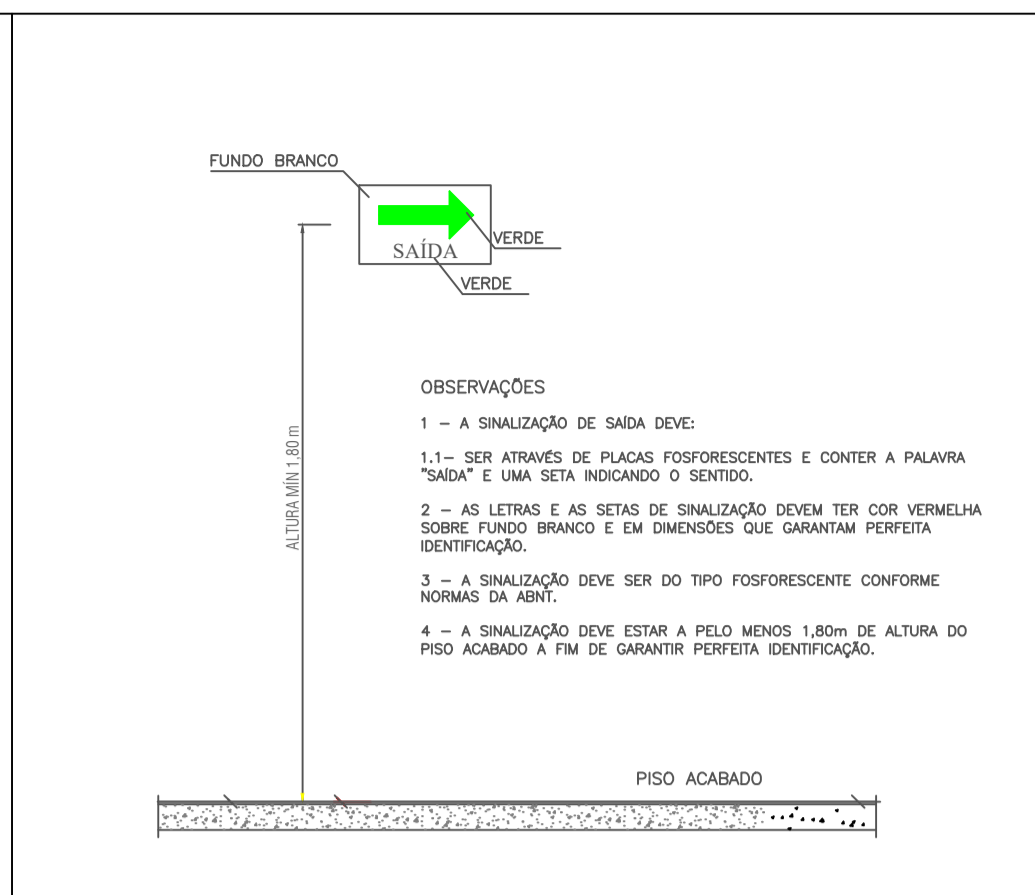 FUNDO BRANCO
VERDE
SAÍDA
VERDE
ALTURA MÍN 1,80 m
OBSERVAÇÕES
1 – A SINALIZAÇÃO DE SAÍDA DEVE:
1.1– SER ATRAVÉS DE PLACAS FOSFORESCENTES E CONTER A PALAVRA
"SAÍDA" E UMA SETA INDICANDO O SENTIDO.
2 – AS LETRAS E AS SETAS DE SINALIZAÇÃO DEVEM TER COR VERMELHA
SOBRE FUNDO BRANCO E EM DIMENSÕES QUE GARANTAM PERFEITA
IDENTIFICAÇÃO.
3 – A SINALIZAÇÃO DEVE SER DO TIPO FOSFORESCENTE CONFORME
NORMAS DA ABNT.
4 – A SINALIZAÇÃO DEVE ESTAR A PELO MENOS 1,80m DE ALTURA DO
PISO ACABADO A FIM DE GARANTIR PERFEITA IDENTIFICAÇÃO.
PISO ACABADO